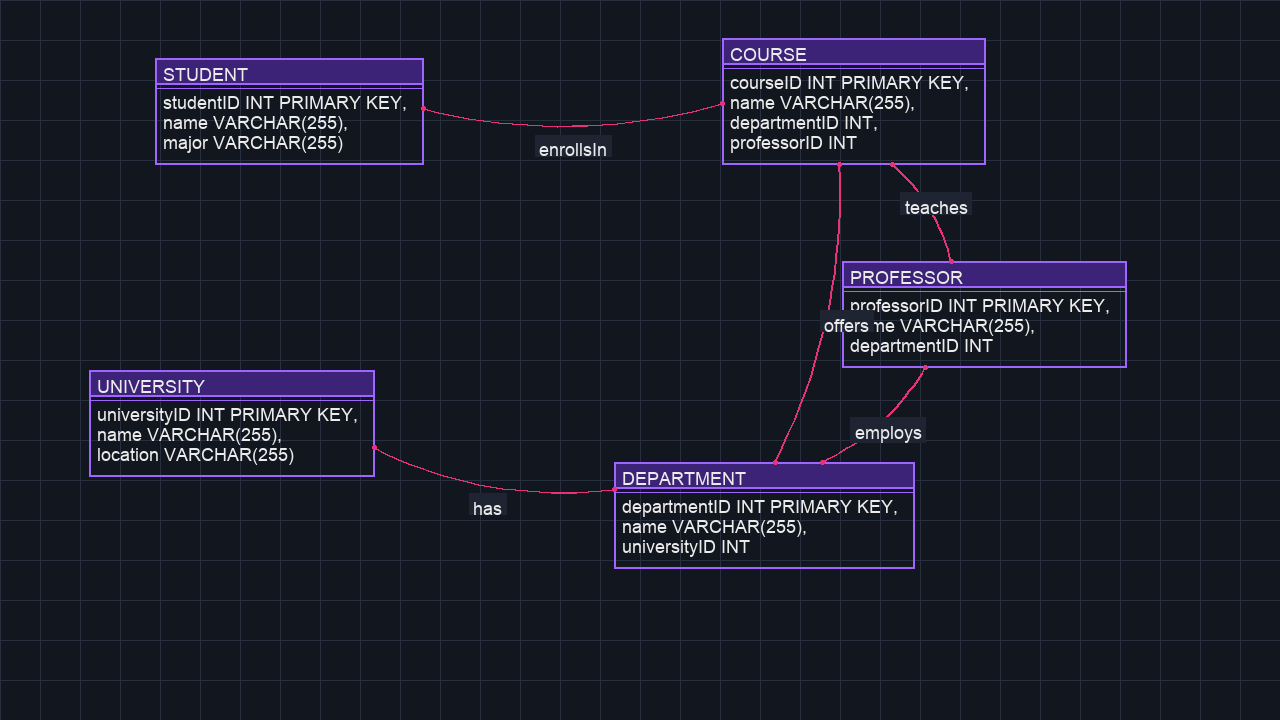 STUDENT
studentID INT PRIMARY KEY,
name VARCHAR(255),
major VARCHAR(255)
enrollsIn
COURSE
courseID INT PRIMARY KEY,
name VARCHAR(255),
departmentID INT,
professorID INT
teaches
PROFESSOR
professorID INT PRIMARY KEY,
VARCHAR(255),
departmentID INT
offers
employs
UNIVERSITY
universityID INT PRIMARY KEY,
name VARCHAR(255),
location VARCHAR(255)
has
DEPARTMENT
departmentID INT PRIMARY KEY,
name VARCHAR(255),
universityID INT